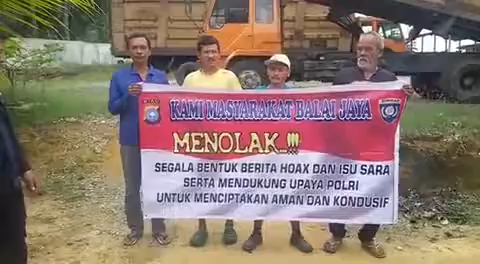 KAMI MASYARAKAT BALAI JAYA
MENOLAK...!!!
SEGALA BENTUK BERITA HOAX DAN ISU SARA
SERTA MENDUKUNG UPAYA POLRI
UNTUK MENCIPTAKAN AMAN DAN KONDUSIF